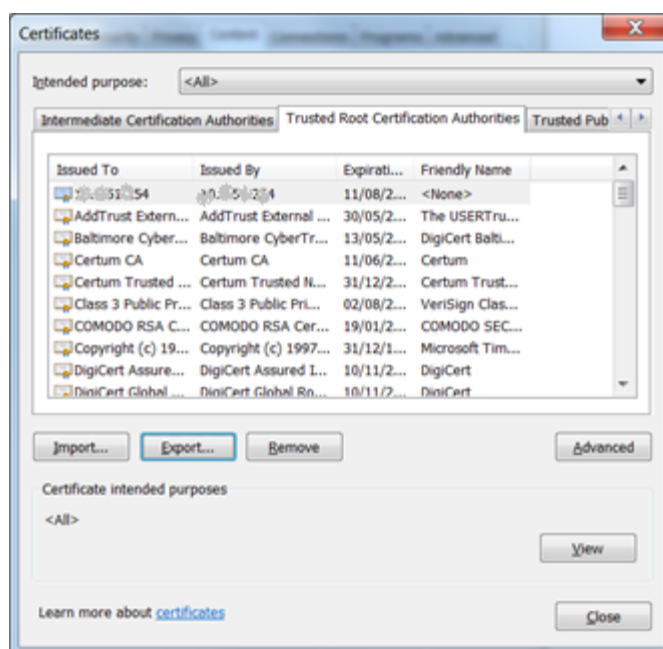 Certificates
Content
Intended purpose: <All>
Intermediate Certification Authorities Trusted Root Certification Authorities Trusted Pub
Issued To Issued By Expirati... Friendly Name
11/08/2... <None>
AddTrust Extern... AddTrust External ... 30/05/2... The USERTru...
Baltimore Cyber... Baltimore CyberTr... 13/05/2... DigiCert Balti...
Certum CA Certum CA 11/06/2... Certum
Certum Trusted ... Certum Trusted N... 31/12/2... Certum Trust...
Class 3 Public Pr... Class 3 Public Pri... 02/08/2... VeriSign Clas...
COMODO RSA C... COMODO RSA Cer... 19/01/2... COMODO SEC...
Copyright (c) 19... Copyright (c) 1997... 31/12/1... Microsoft Tim...
DigiCert Assure... DigiCert Assured I... 10/11/2... DigiCert
DigiCert Global ... DigiCert Global Ro... 10/11/2... DigiCert
Import... Export... Remove Advanced
Certificate intended purposes
<All>
View
Learn more about certificates
Close